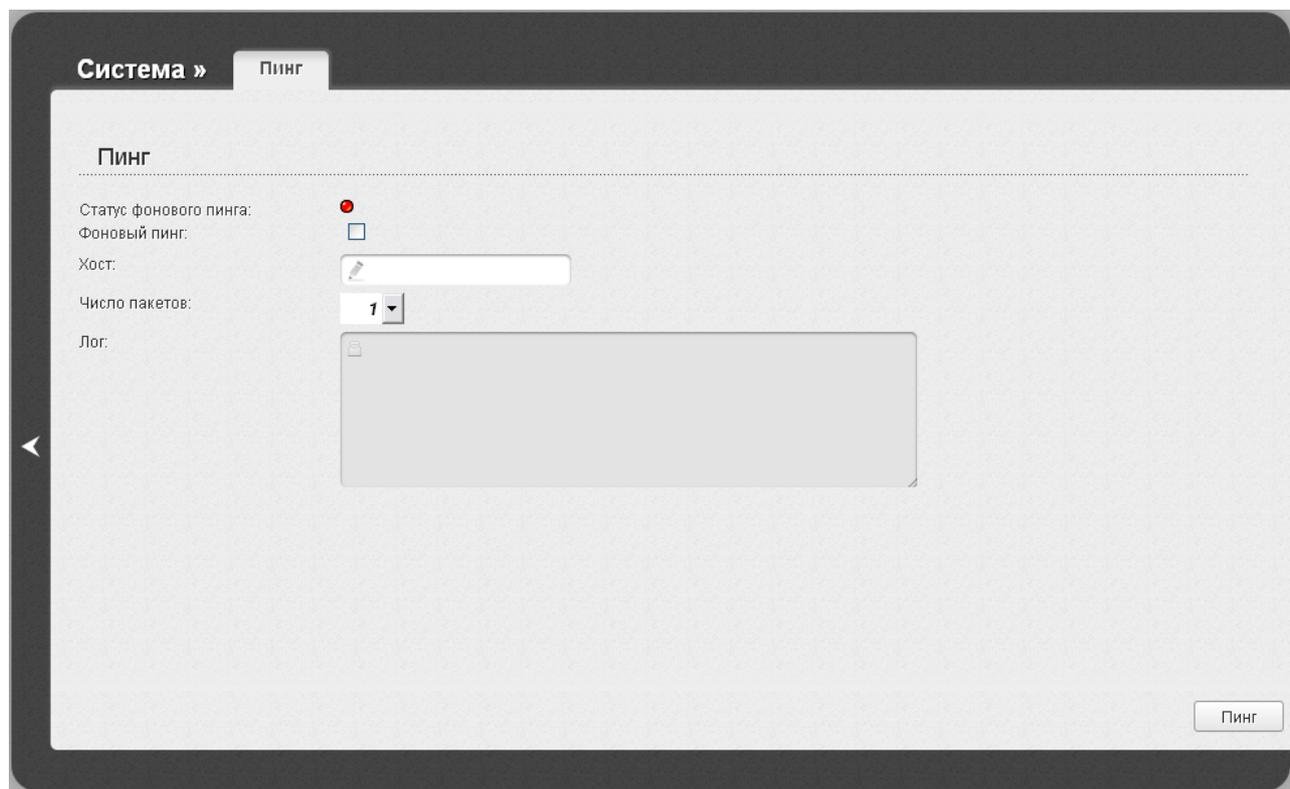 Система »
Пинг
Пинг
Статус фонового пинга:
Фоновый пинг:
Хост:
Число пакетов:
1
Лог:
Пинг